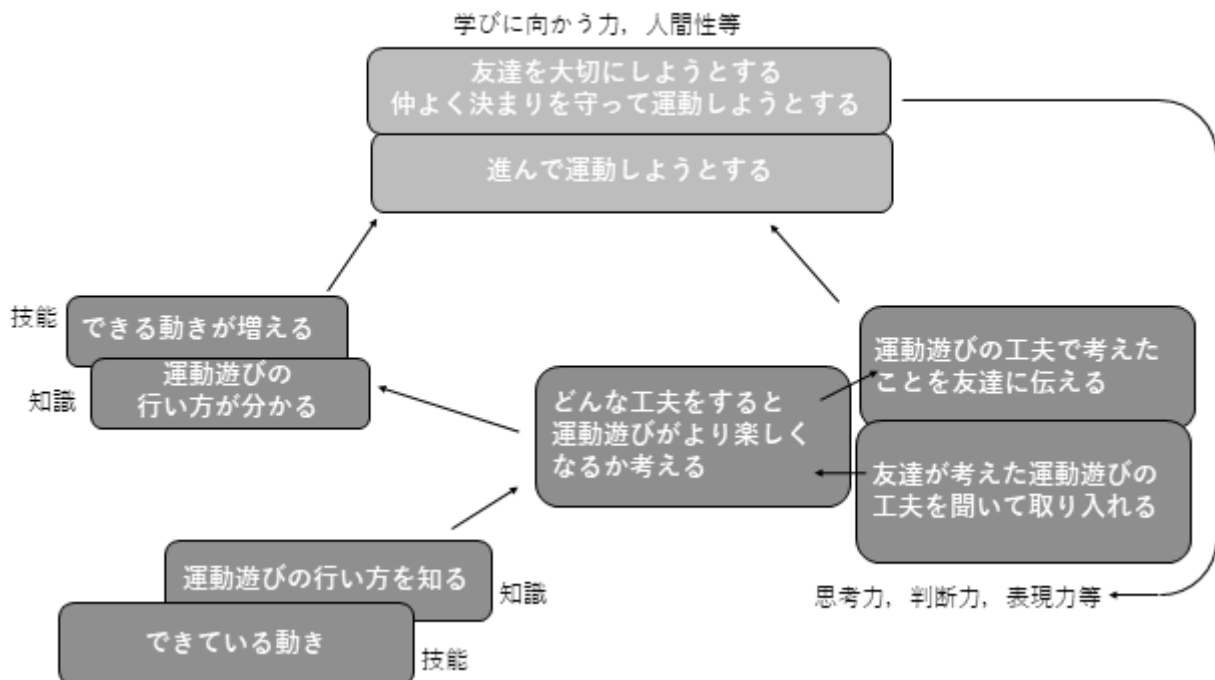 学びに向かう力，人間性等
友達を大切にしようとする
仲よく決まりを守って運動しようとする
進んで運動しようとする
技能
できる動きが増える
知識
運動遊びの
行い方が分かる
どんな工夫をすると
運動遊びがより楽しく
なるか考える
運動遊びの工夫で考えた
ことを友達に伝える
友達が考えた運動遊びの
工夫を聞いて取り入れる
運動遊びの行い方を知る
知識
思考力，判断力，表現力等
できている動き
技能